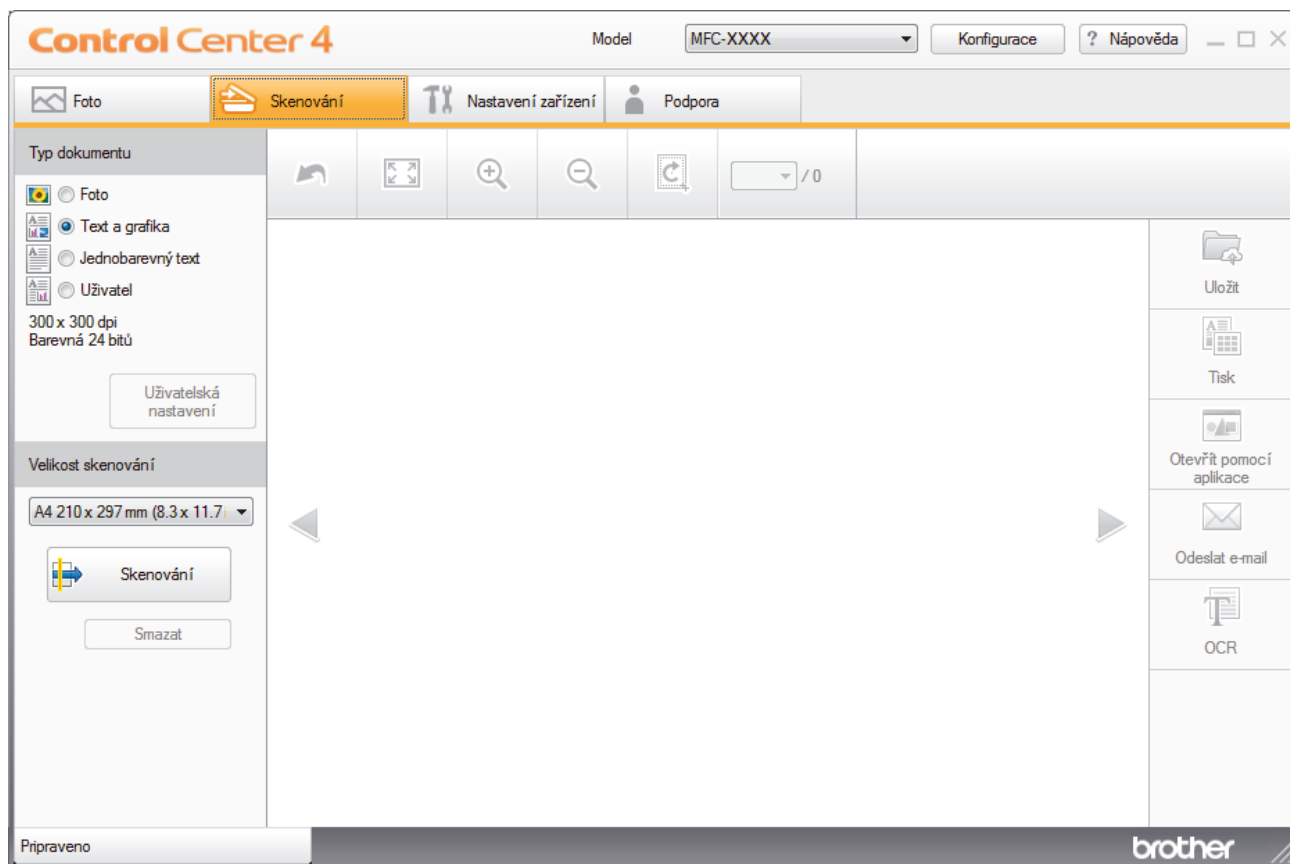 Control Center 4
Model
MFC-XXXX
Konfigurace
? Nápověda
Foto
Skenování
Nastavení zařízení
Podpora
Typ dokumentu
Foto
Text a grafika
Jednobarevný text
Uživatel
300 x 300 dpi
Barevná 24 bitů
Uživatelská
nastavení
Velikost skenování
A4 210 x 297 mm (8.3 x 11.7
Skenování
Smazat
/ 0
Uložit
Tisk
Otevřít pomocí
aplikace
Odeslat e-mail
OCR
Pripraveno
brother